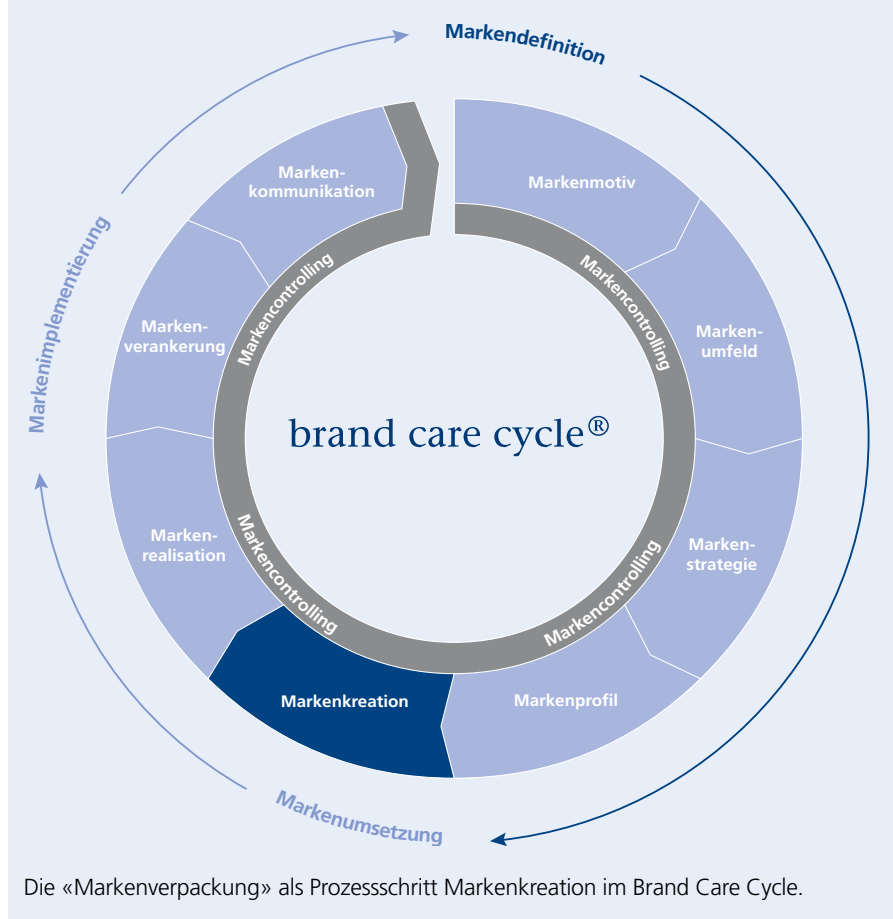 Markendefinition
Markenmotiv
Marken-
umfeld
Marken-
strategie
Markenprofil
Markenkreation
Marken-
realisation
Marken-
verankerung
Marken-
kommunikation
Markencontrolling
Markencontrolling
Markencontrolling
Markencontrolling
brand care cycle®
Markenumsetzung
Markenimplementierung
Die «Markenverpackung» als Prozessschritt Markenkreation im Brand Care Cycle.